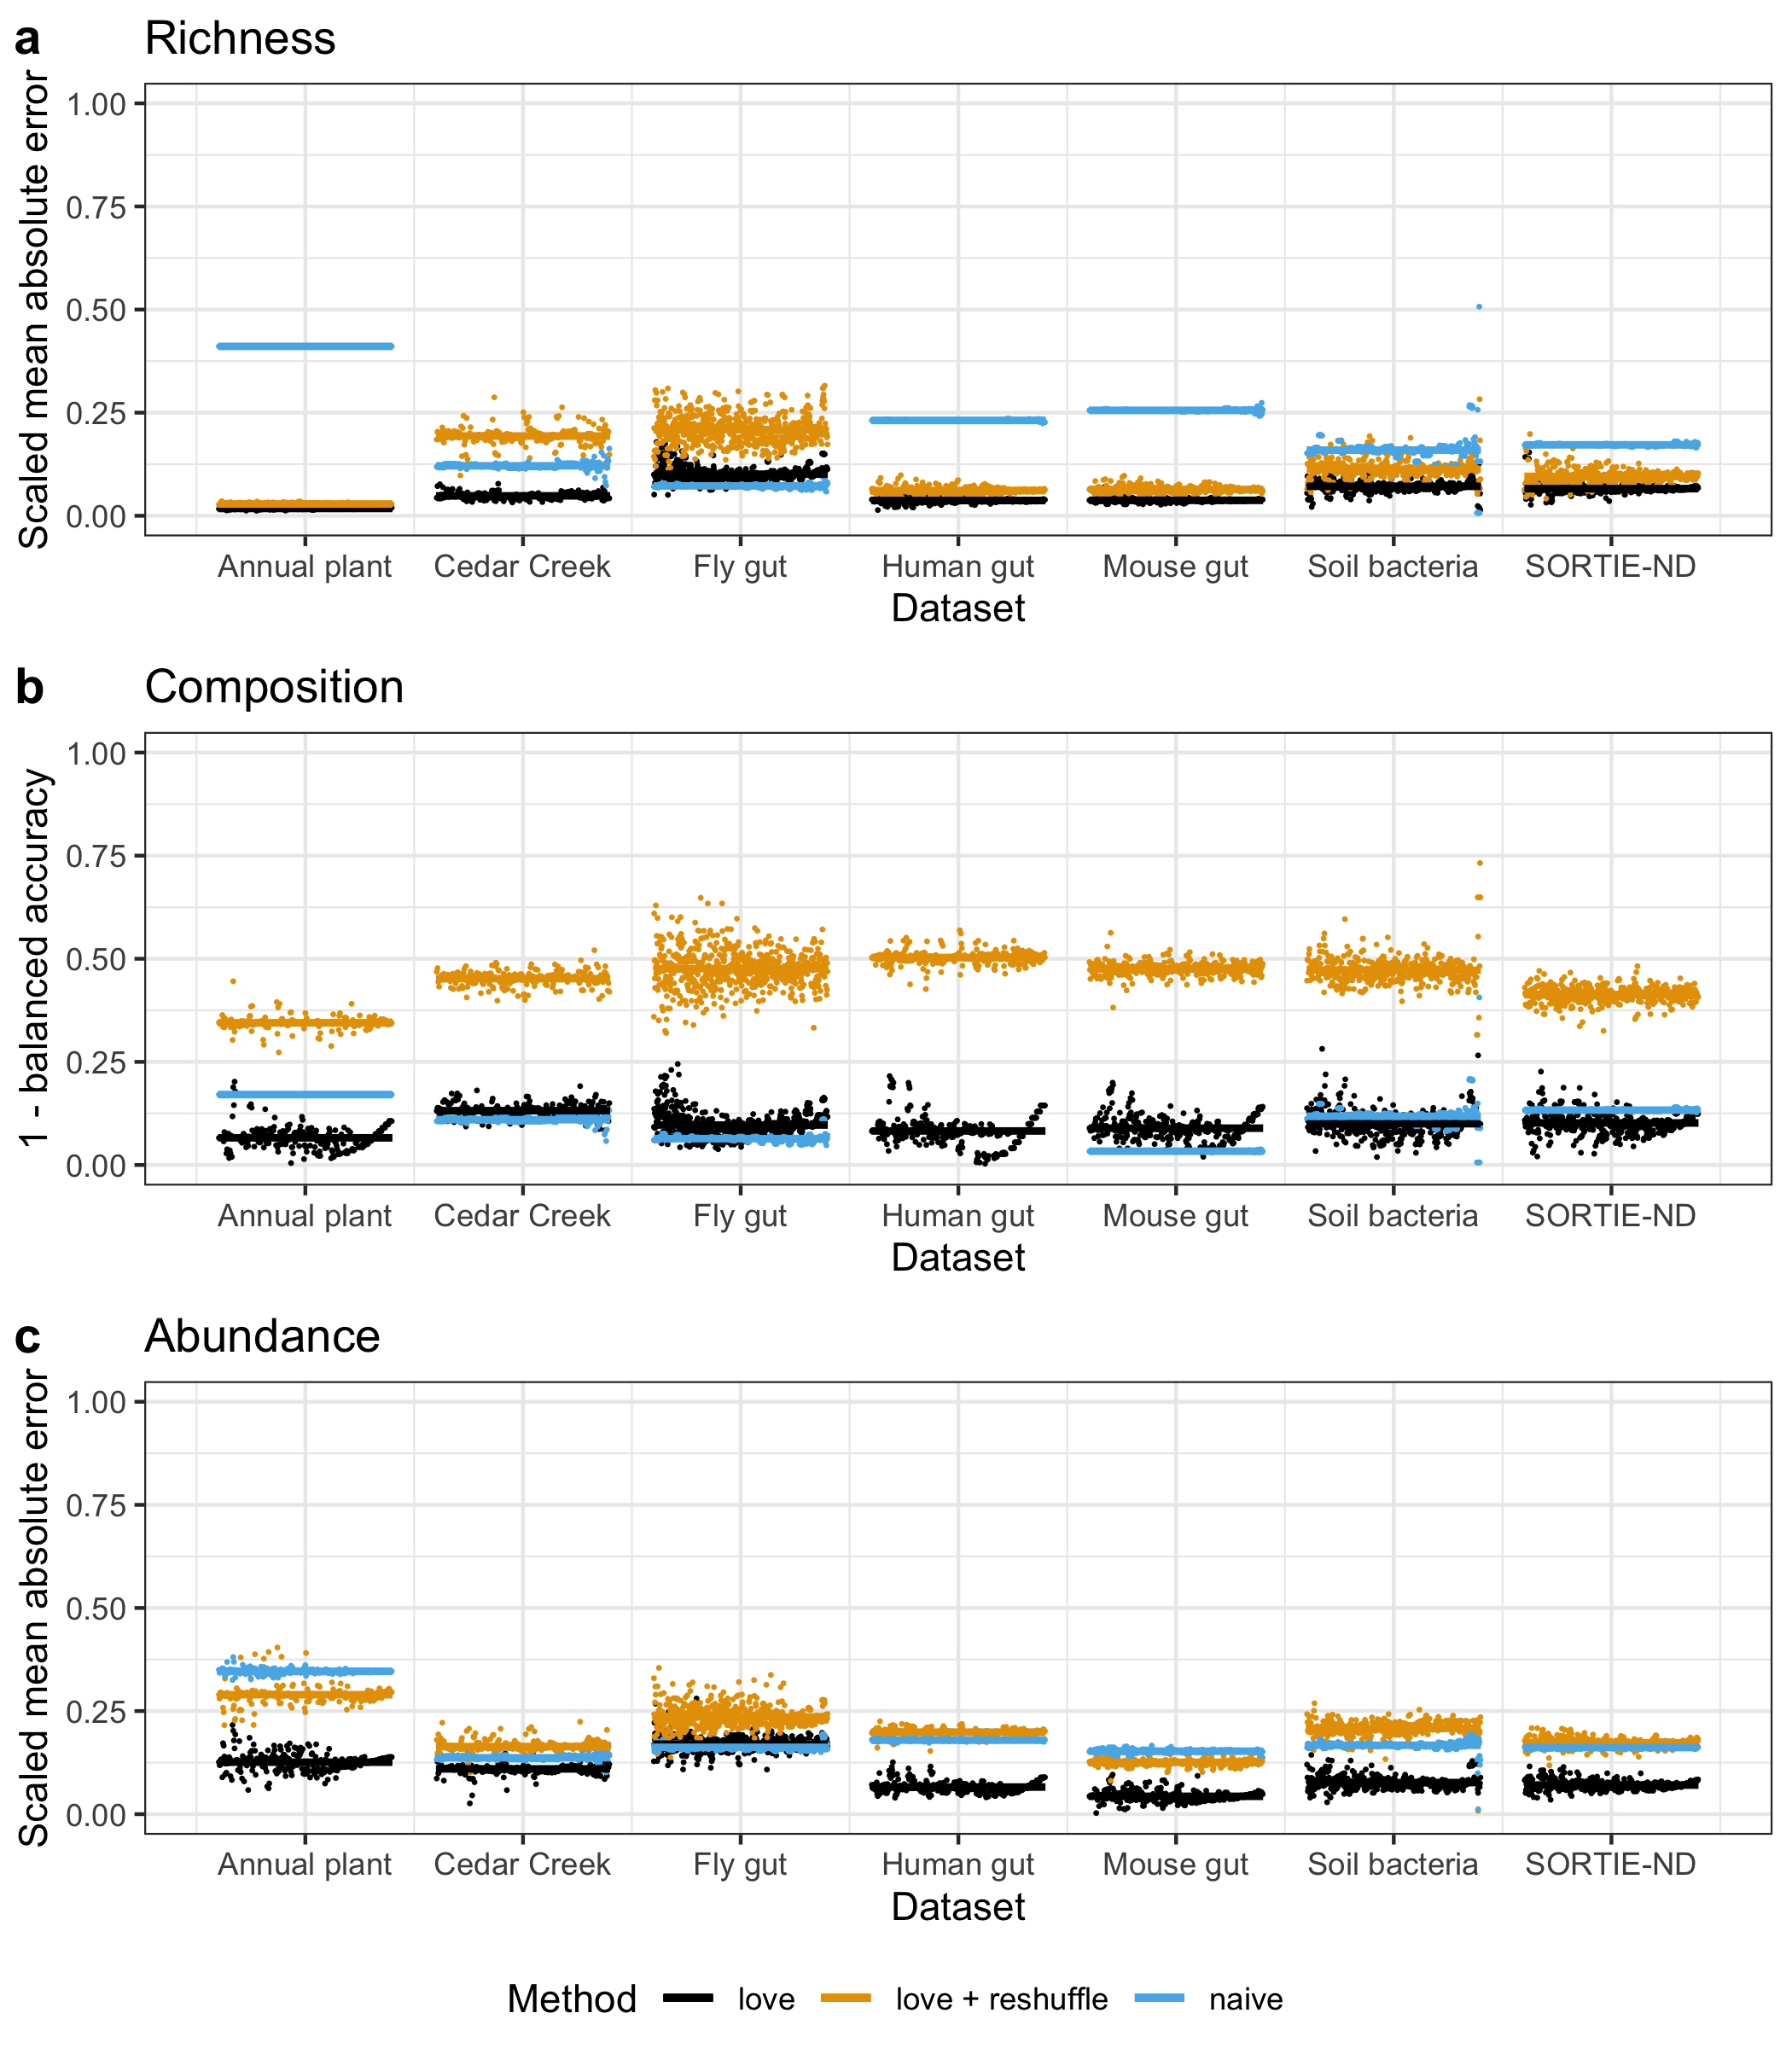 a Richness
Scaled mean absolute error
1.00
0.75
0.50
0.25
0.00
Annual plant Cedar Creek Fly gut Human gut Mouse gut Soil bacteria SORTIE-ND
Dataset
b Composition
1 - balanced accuracy
1.00
0.75
0.50
0.25
0.00
Annual plant Cedar Creek Fly gut Human gut Mouse gut Soil bacteria SORTIE-ND
Dataset
c Abundance
Scaled mean absolute error
1.00
0.75
0.50
0.25
0.00
Annual plant Cedar Creek Fly gut Human gut Mouse gut Soil bacteria SORTIE-ND
Dataset
Method love love + reshuffle naive